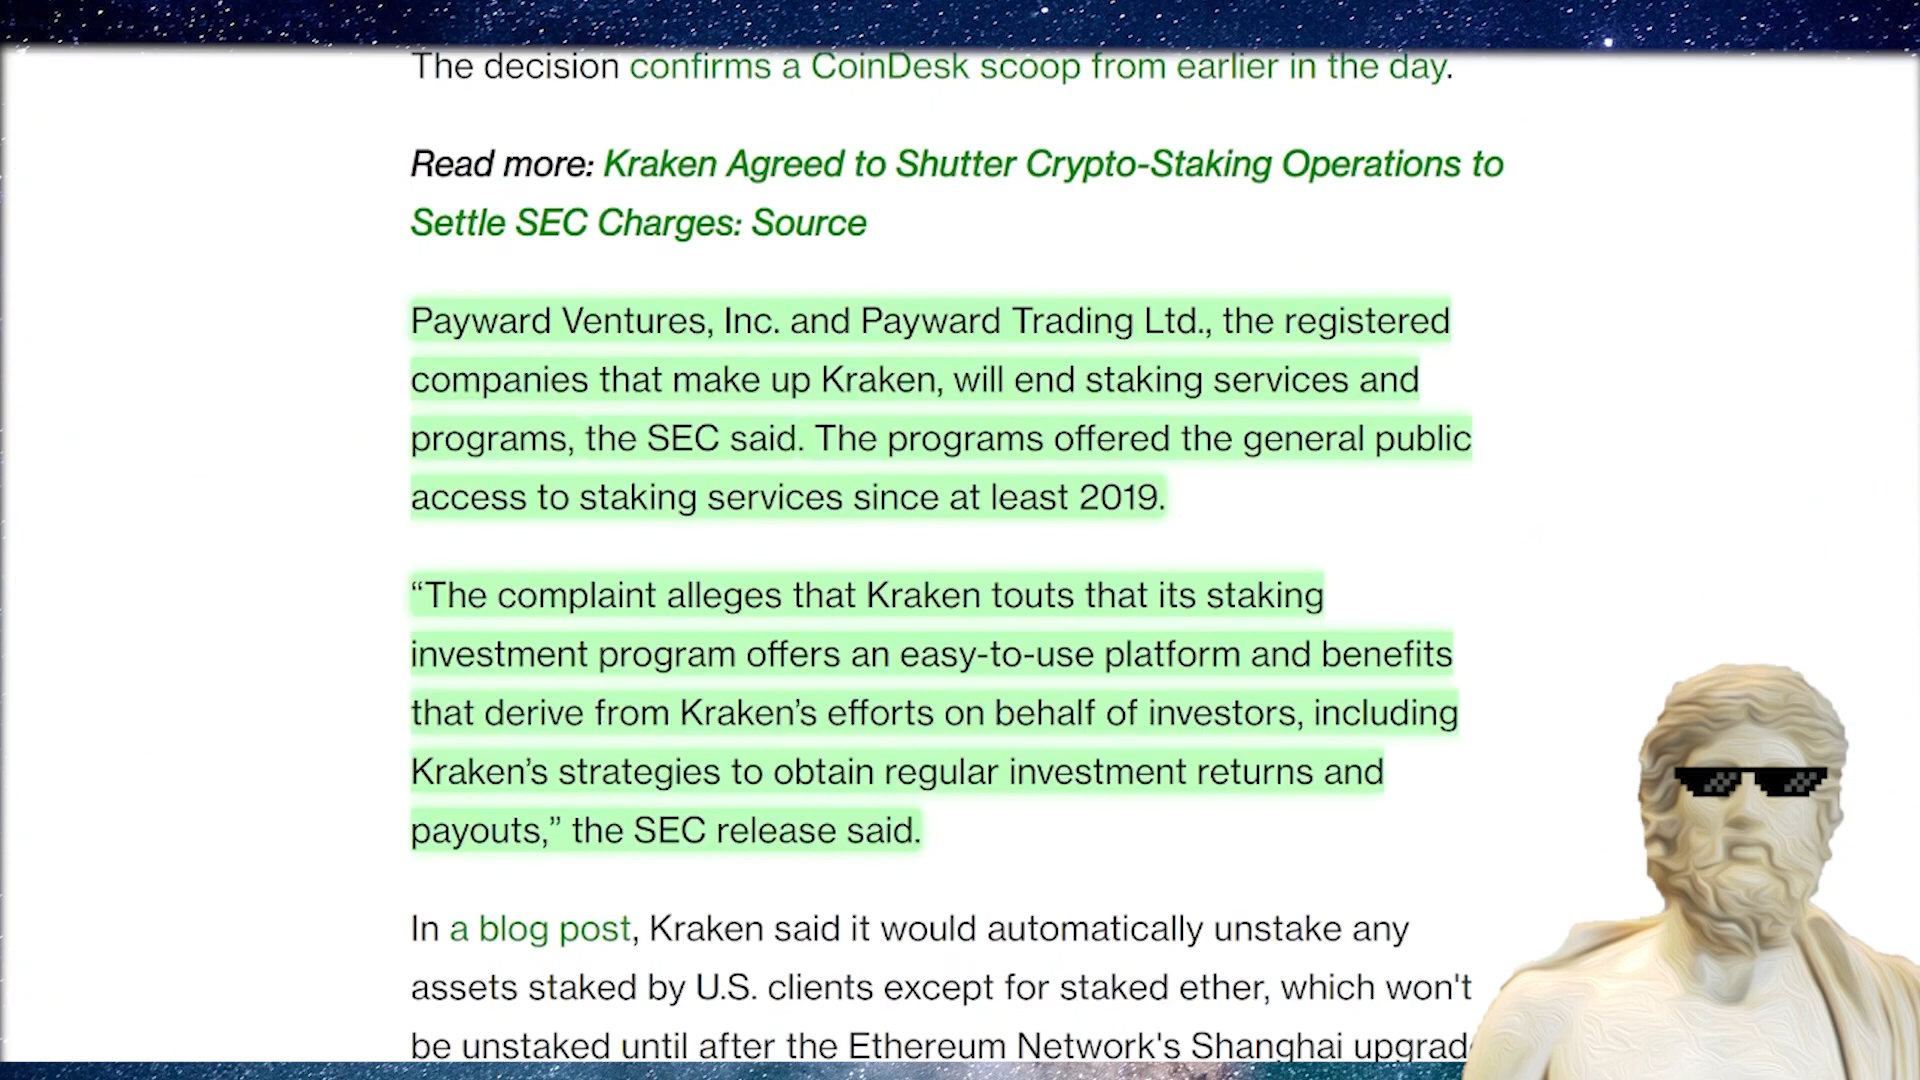 The decision confirms a CoinDesk scoop from earlier in the day.
Read more: Kraken Agreed to Shutter Crypto-Staking Operations to
Settle SEC Charges: Source
Payward Ventures, Inc. and Payward Trading Ltd., the registered
companies that make up Kraken, will end staking services and
programs, the SEC said. The programs offered the general public
access to staking services since at least 2019.
“The complaint alleges that Kraken touts that its staking
investment program offers an easy-to-use platform and benefits
that derive from Kraken’s efforts on behalf of investors, including
Kraken’s strategies to obtain regular investment returns and
payouts,” the SEC release said.
In a blog post, Kraken said it would automatically unstake any
assets staked by U.S. clients except for staked ether, which won't
be unstaked until after the Ethereum Network's Shanghai upgrad